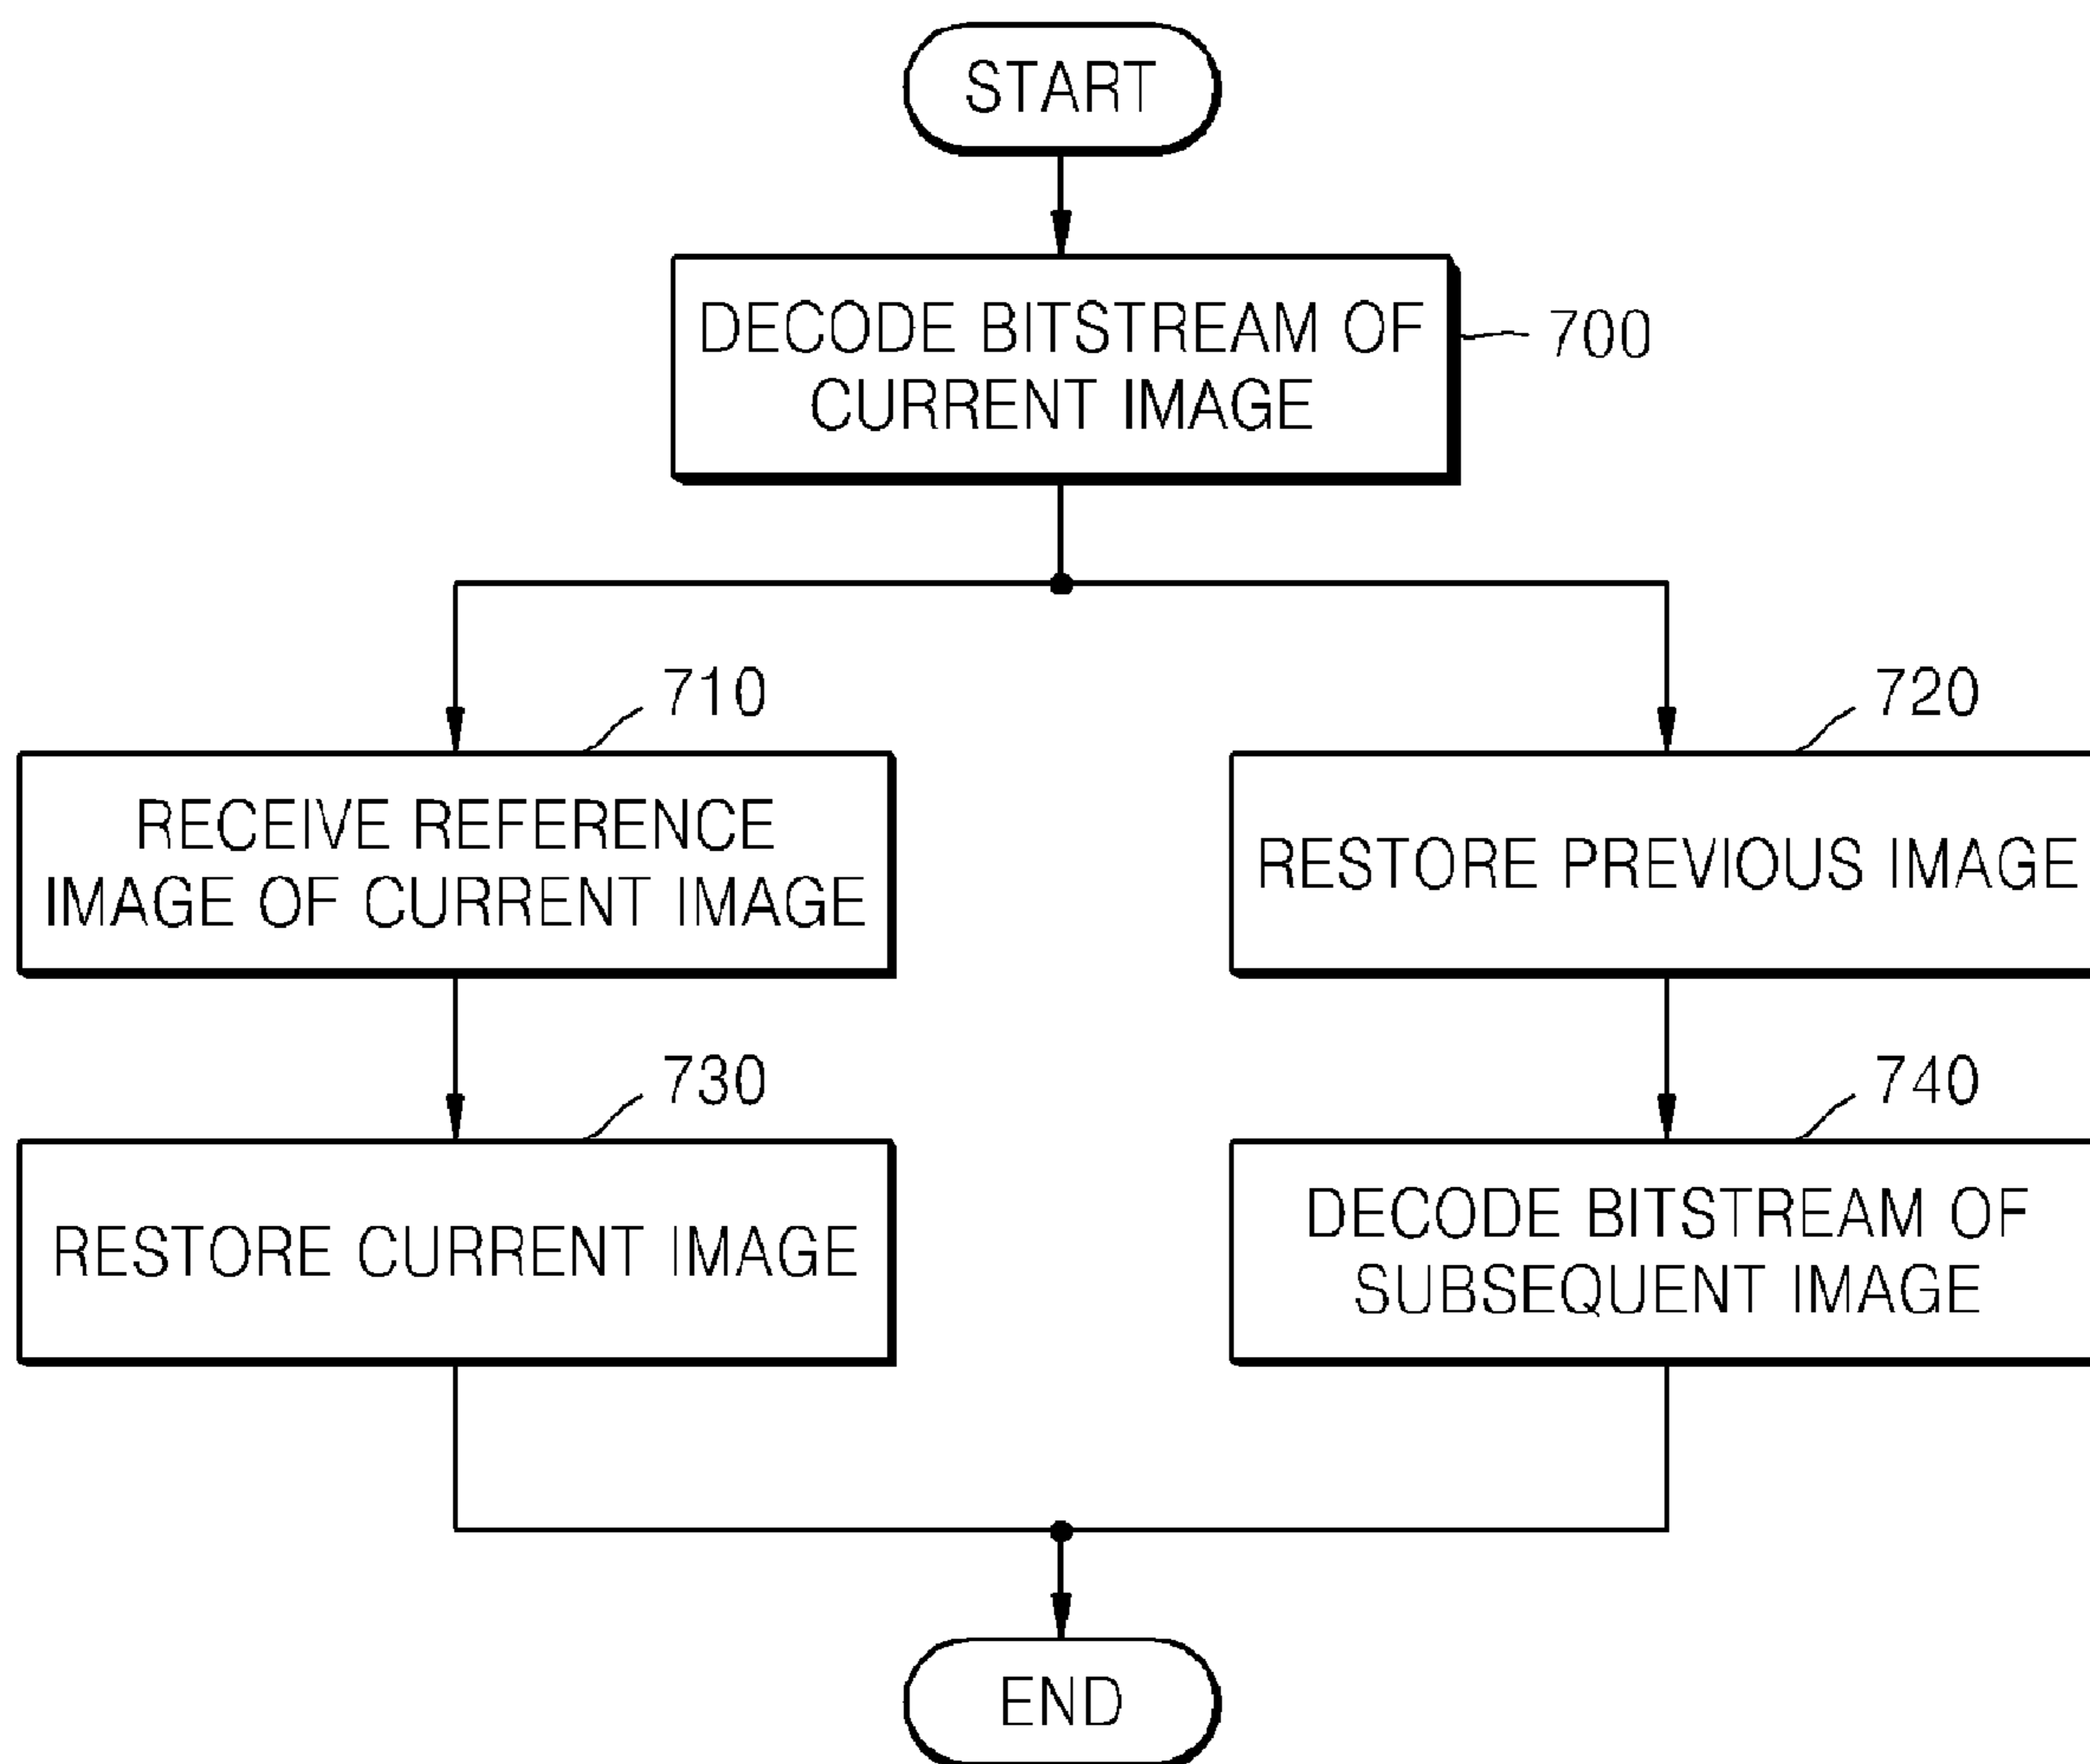 START
DECODE BITSTREAM OF
CURRENT IMAGE
700
710
RECEIVE REFERENCE
IMAGE OF CURRENT IMAGE
720
RESTORE PREVIOUS IMAGE
730
RESTORE CURRENT IMAGE
740
DECODE BITSTREAM OF
SUBSEQUENT IMAGE
END